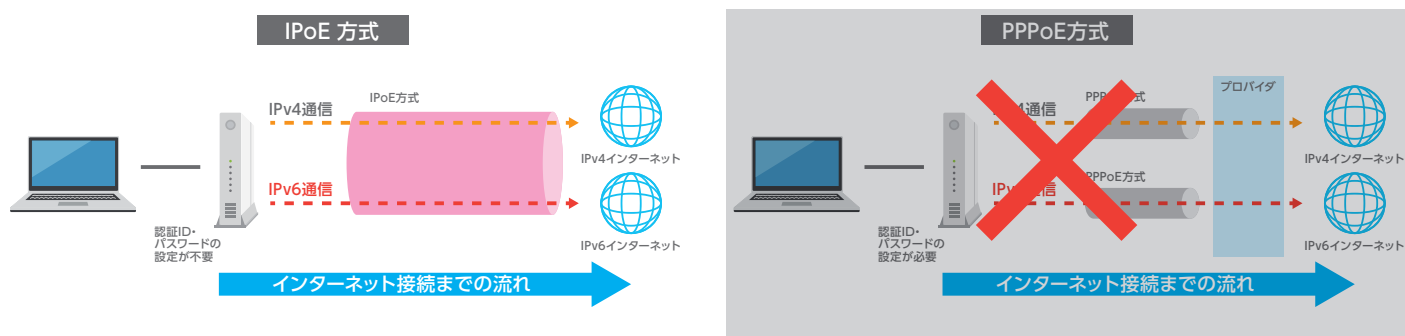 IPoE 方式
IPv4通信
IPoE方式
IPv4インターネット
IPv6通信
IPv6インターネット
認証ID・
パスワードの
設定が不要
インターネット接続までの流れ
PPPoE方式
プロバイダ
4通信
PPP
方式
IPv4インターネット
IPv
通信
PPPoE方式
IPv6インターネット
認証ID・
パスワードの
設定が必要
インターネット接続までの流れ